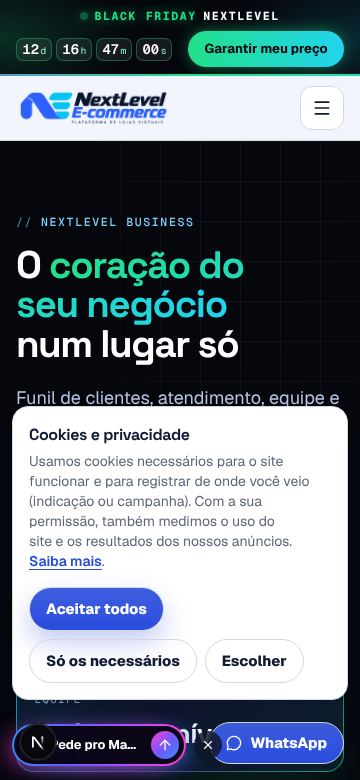 BLACK FRIDAY NEXTLEVEL
12d 16h 47m 00s
Garantir meu preço
NextLevel
E-commerce
PLATAFORMA DE LOJAS VIRTUAIS
// NEXTLEVEL BUSINESS
O coração do
seu negócio
num lugar só
Funil de clientes, atendimento, equipe e
Cookies e privacidade
Usamos cookies necessários para o site
funcionar e para registrar de onde você veio
(indicação ou campanha). Com a sua
permissão, também medimos o uso do
site e os resultados dos nossos anúncios.
Saiba mais.
Aceitar todos
Só os necessários
Escolher
N
Pede pro Ma...
WhatsApp